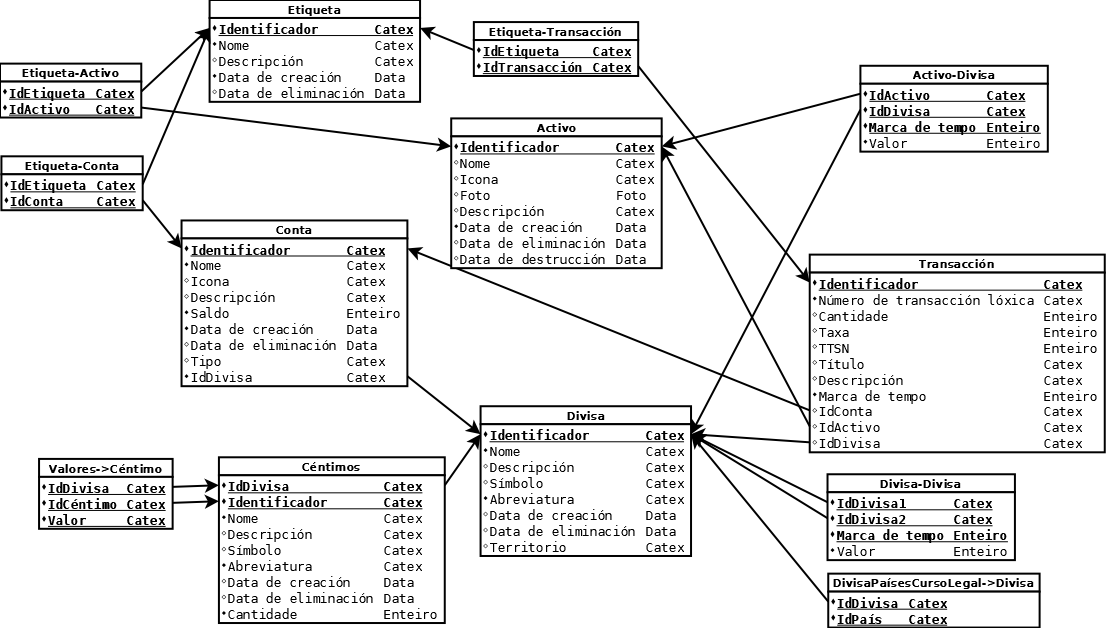 Etiqueta
Identificador Catex
Nome Catex
Descripción Catex
Data de creación Data
Data de eliminación Data
Etiqueta-Transacción
IdEtiqueta Catex
IdTransacción Catex
Etiqueta-Activo
IdEtiqueta Catex
IdActivo Catex
Activo-Divisa
IdActivo Catex
IdDivisa Catex
Marca de tempo Enteiro
Valor Enteiro
Activo
Identificador Catex
Nome Catex
Icona Catex
Foto Foto
Descripción Catex
Data de creación Data
Data de eliminación Data
Data de destrucción Data
Etiqueta-Conta
IdEtiqueta Catex
IdConta Catex
Conta
Identificador Catex
Nome Catex
Icona Catex
Descripción Catex
Saldo Enteiro
Data de creación Data
Data de eliminación Data
Tipo Catex
IdDivisa Catex
Transacción
Identificador Catex
Número de transacción lóxica Catex
Cantidade Enteiro
Taxa Enteiro
TTSN Enteiro
Título Catex
Descripción Catex
Marca de tempo Enteiro
IdConta Catex
IdActivo Catex
IdDivisa Catex
Divisa
Identificador Catex
Nome Catex
Descripción Catex
Símbolo Catex
Abreviatura Catex
Data de creación Data
Data de eliminación Data
Territorio Catex
Valores->Céntimo
IdDivisa Catex
IdCéntimo Catex
Valor Catex
Céntimos
IdDivisa Catex
Identificador Catex
Nome Catex
Descripción Catex
Símbolo Catex
Abreviatura Catex
Data de creación Data
Data de eliminación Data
Cantidade Enteiro
Divisa-Divisa
IdDivisa1 Catex
IdDivisa2 Catex
Marca de tempo Enteiro
Valor Enteiro
DivisaPaísesCursoLegal->Divisa
IdDivisa Catex
IdPaís Catex